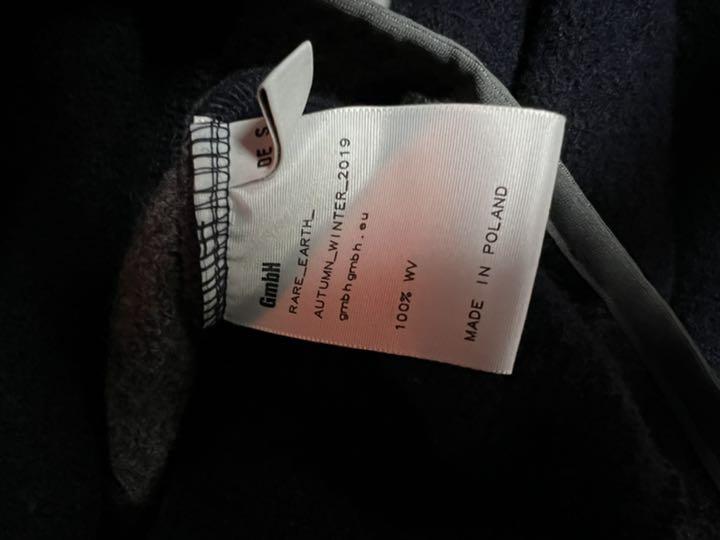 DE S
GmbH
RARE_EARTH_
AUTUMN_WINTER_2019
gmbhgmbh.eu
100% WV
MADE IN POLAND